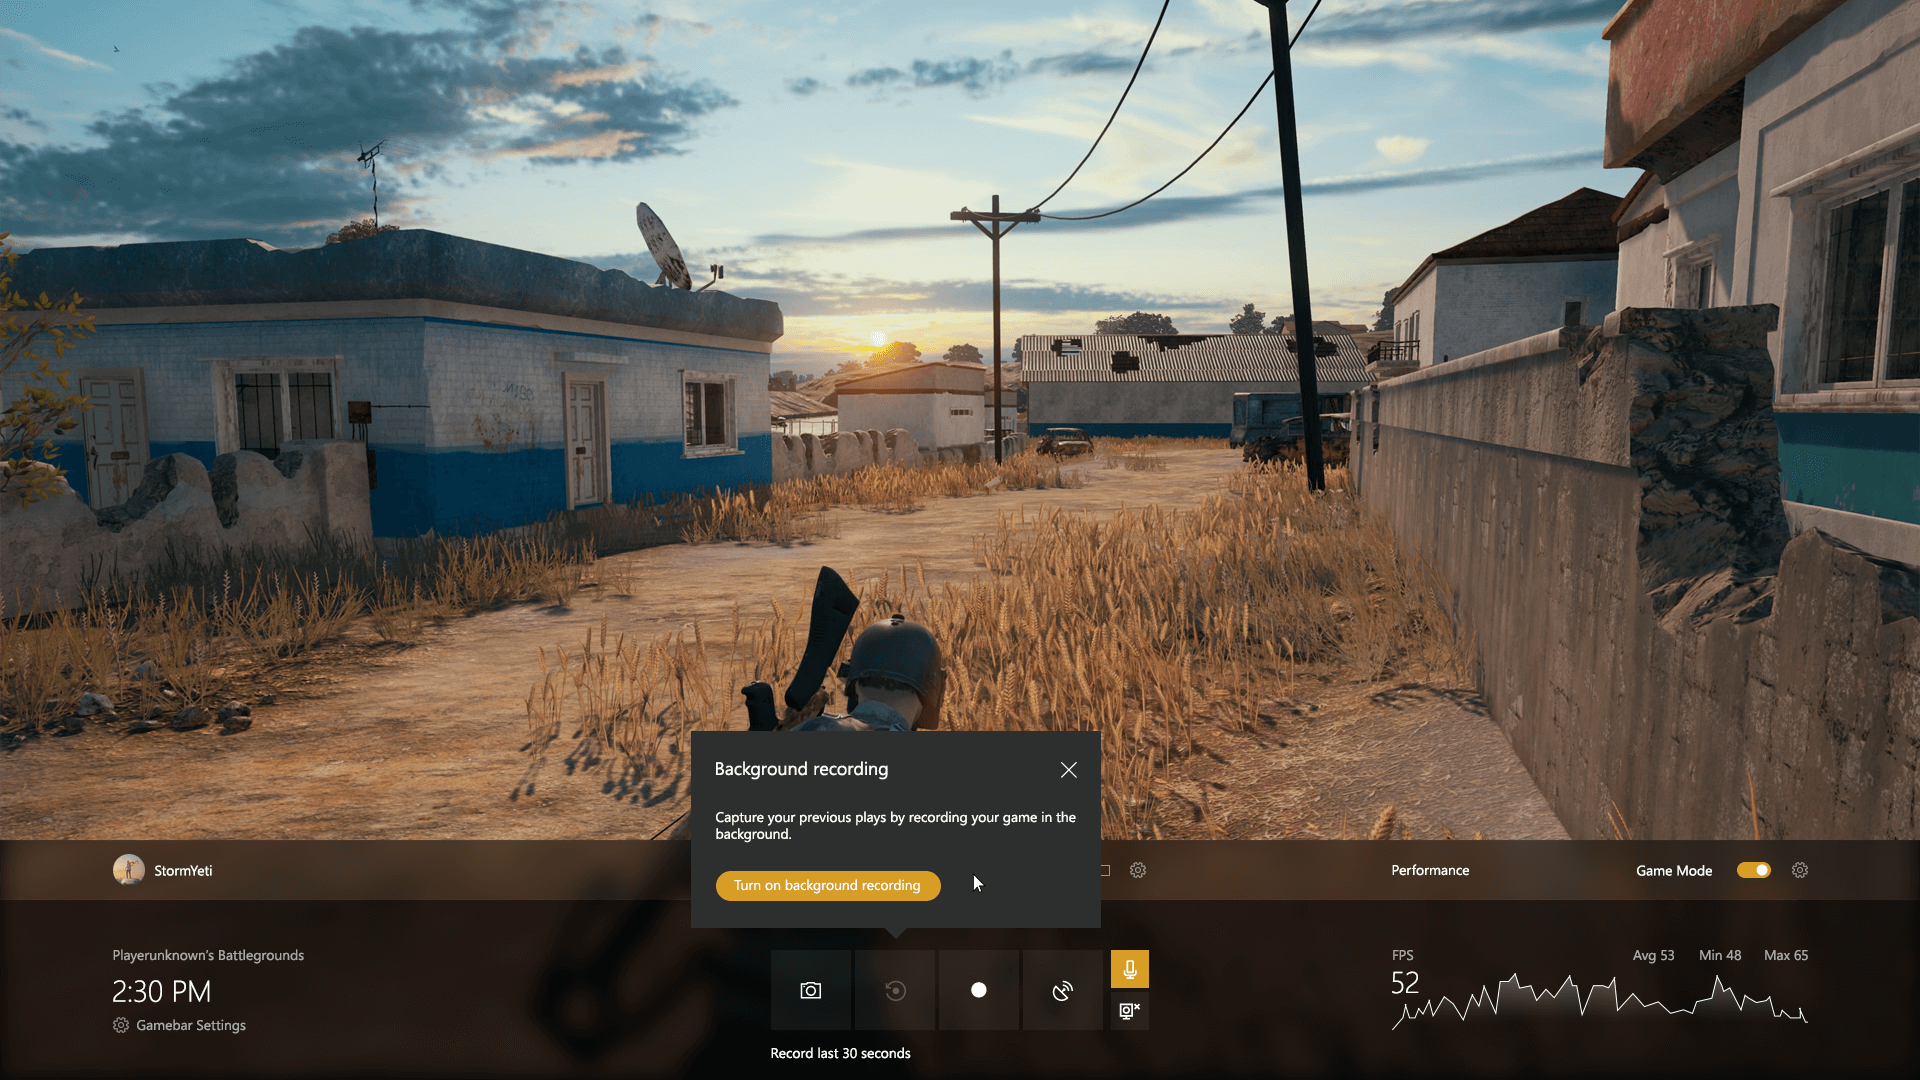 Background recording
Capture your previous plays by recording your game in the
background.
Turn on background recording
StormYeti
Performance
Game Mode
Playerunknown's Battlegrounds
2:30 PM
Gamebar Settings
Record last 30 seconds
FPS
Avg 53
Min 48
Max 65
52